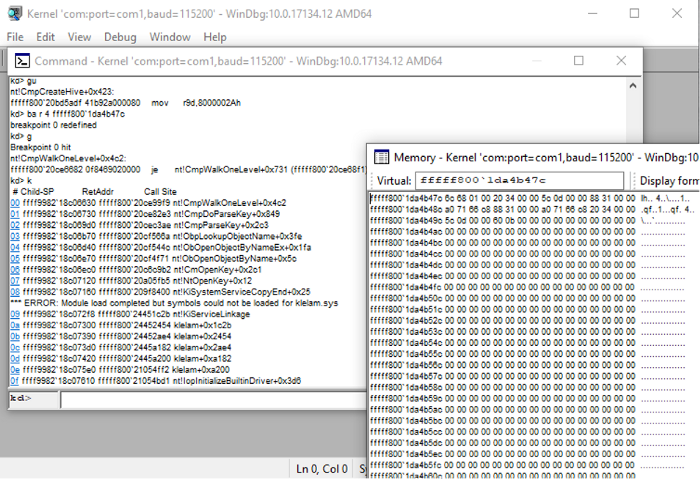 Kernel 'com:port=com1,baud=115200' - WinDbg:10.0.17134.12 AMD64
File Edit View Debug Window Help
Command - Kernel 'com:port=com1,baud=115200' - WinDbg:10.0.17134.12 AMD64
kd> gu
nt!CmpCreateHive+0x423:
fffff800`20bd5adf 41b92a000080 mov r9d,8000002Ah
kd> ba r 4 fffff800`1da4b47c
breakpoint 0 redefined
kd> g
Breakpoint 0 hit
nt!CmpWalkOneLevel+0x4c2:
fffff800`20ce6682 0f8469020000 je nt!CmpWalkOneLevel+0x731 (fffff800`20ce68f1)
kd> k
# Child-SP RetAddr Call Site
00 ffff9982`18c06630 fffff800`20ce99f9 nt!CmpWalkOneLevel+0x4c2
01 ffff9982`18c06730 fffff800`20ce82e3 nt!CmpDoParseKey+0x849
02 ffff9982`18c069d0 fffff800`20cec3ae nt!CmpParseKey+0x2c3
03 ffff9982`18c06b70 fffff800`20cf566a nt!ObpLookupObjectName+0x3fe
04 ffff9982`18c06d40 fffff800`20cf544c nt!ObOpenObjectByNameEx+0x1fa
05 ffff9982`18c06e70 fffff800`20cf4f71 nt!ObOpenObjectByName+0x5c
06 ffff9982`18c06ec0 fffff800`20c6c9b2 nt!CmOpenKey+0x2c1
07 ffff9982`18c07120 fffff800`20a05fb5 nt!NtOpenKey+0x12
08 ffff9982`18c07160 fffff800`209f8400 nt!KiSystemServiceCopyEnd+0x25
*** ERROR: Module load completed but symbols could not be loaded for klelam.sys
09 ffff9982`18c072f8 fffff800`24451c2b nt!KiServiceLinkage
0a ffff9982`18c07300 fffff800`24452454 klelam+0x1c2b
0b ffff9982`18c07390 fffff800`24452ae4 klelam+0x2454
0c ffff9982`18c073d0 fffff800`2445a182 klelam+0x2ae4
0d ffff9982`18c07420 fffff800`2445a200 klelam+0xa182
0e ffff9982`18c075e0 fffff800`21054ff2 klelam+0xa200
0f ffff9982`18c07610 fffff800`21054bd1 nt!IopInitializeBuiltinDriver+0x3d6
kd>
Ln 0, Col 0
Memory - Kernel 'com:port=com1,baud=115200' - WinDbg:10.0
Virtual: fffff800`1da4b47c Display form
fffff800`1da4b47c 6c 68 01 00 20 34 00 00 5c 0d 00 00 88 31 00 00 lh.. 4..\....1..
fffff800`1da4b48c a0 71 66 e8 88 31 00 00 a0 71 66 e8 20 34 00 00 .qf..1...qf. 4..
fffff800`1da4b49c 5c 0d 00 00 60 0b 00 00 00 00 00 00 00 00 00 00 \...`...........
fffff800`1da4b4ac 00 00 00 00 00 00 00 00 00 00 00 00 00 00 00 00 ................
fffff800`1da4b4bc 00 00 00 00 00 00 00 00 00 00 00 00 00 00 00 00 ................
fffff800`1da4b4cc 00 00 00 00 00 00 00 00 00 00 00 00 00 00 00 00 ................
fffff800`1da4b4dc 00 00 00 00 00 00 00 00 00 00 00 00 00 00 00 00 ................
fffff800`1da4b4ec 00 00 00 00 00 00 00 00 00 00 00 00 00 00 00 00 ................
fffff800`1da4b4fc 00 00 00 00 00 00 00 00 00 00 00 00 00 00 00 00 ................
fffff800`1da4b50c 00 00 00 00 00 00 00 00 00 00 00 00 00 00 00 00 ................
fffff800`1da4b51c 00 00 00 00 00 00 00 00 00 00 00 00 00 00 00 00 ................
fffff800`1da4b52c 00 00 00 00 00 00 00 00 00 00 00 00 00 00 00 00 ................
fffff800`1da4b53c 00 00 00 00 00 00 00 00 00 00 00 00 00 00 00 00 ................
fffff800`1da4b54c 00 00 00 00 00 00 00 00 00 00 00 00 00 00 00 00 ................
fffff800`1da4b55c 00 00 00 00 00 00 00 00 00 00 00 00 00 00 00 00 ................
fffff800`1da4b56c 00 00 00 00 00 00 00 00 00 00 00 00 00 00 00 00 ................
fffff800`1da4b57c 00 00 00 00 00 00 00 00 00 00 00 00 00 00 00 00 ................
fffff800`1da4b58c 00 00 00 00 00 00 00 00 00 00 00 00 00 00 00 00 ................
fffff800`1da4b59c 00 00 00 00 00 00 00 00 00 00 00 00 00 00 00 00 ................
fffff800`1da4b5ac 00 00 00 00 00 00 00 00 00 00 00 00 00 00 00 00 ................
fffff800`1da4b5bc 00 00 00 00 00 00 00 00 00 00 00 00 00 00 00 00 ................
fffff800`1da4b5cc 00 00 00 00 00 00 00 00 00 00 00 00 00 00 00 00 ................
fffff800`1da4b5dc 00 00 00 00 00 00 00 00 00 00 00 00 00 00 00 00 ................
fffff800`1da4b5ec 00 00 00 00 00 00 00 00 00 00 00 00 00 00 00 00 ................
fffff800`1da4b5fc 00 00 00 00 00 00 00 00 00 00 00 00 00 00 00 00 ................